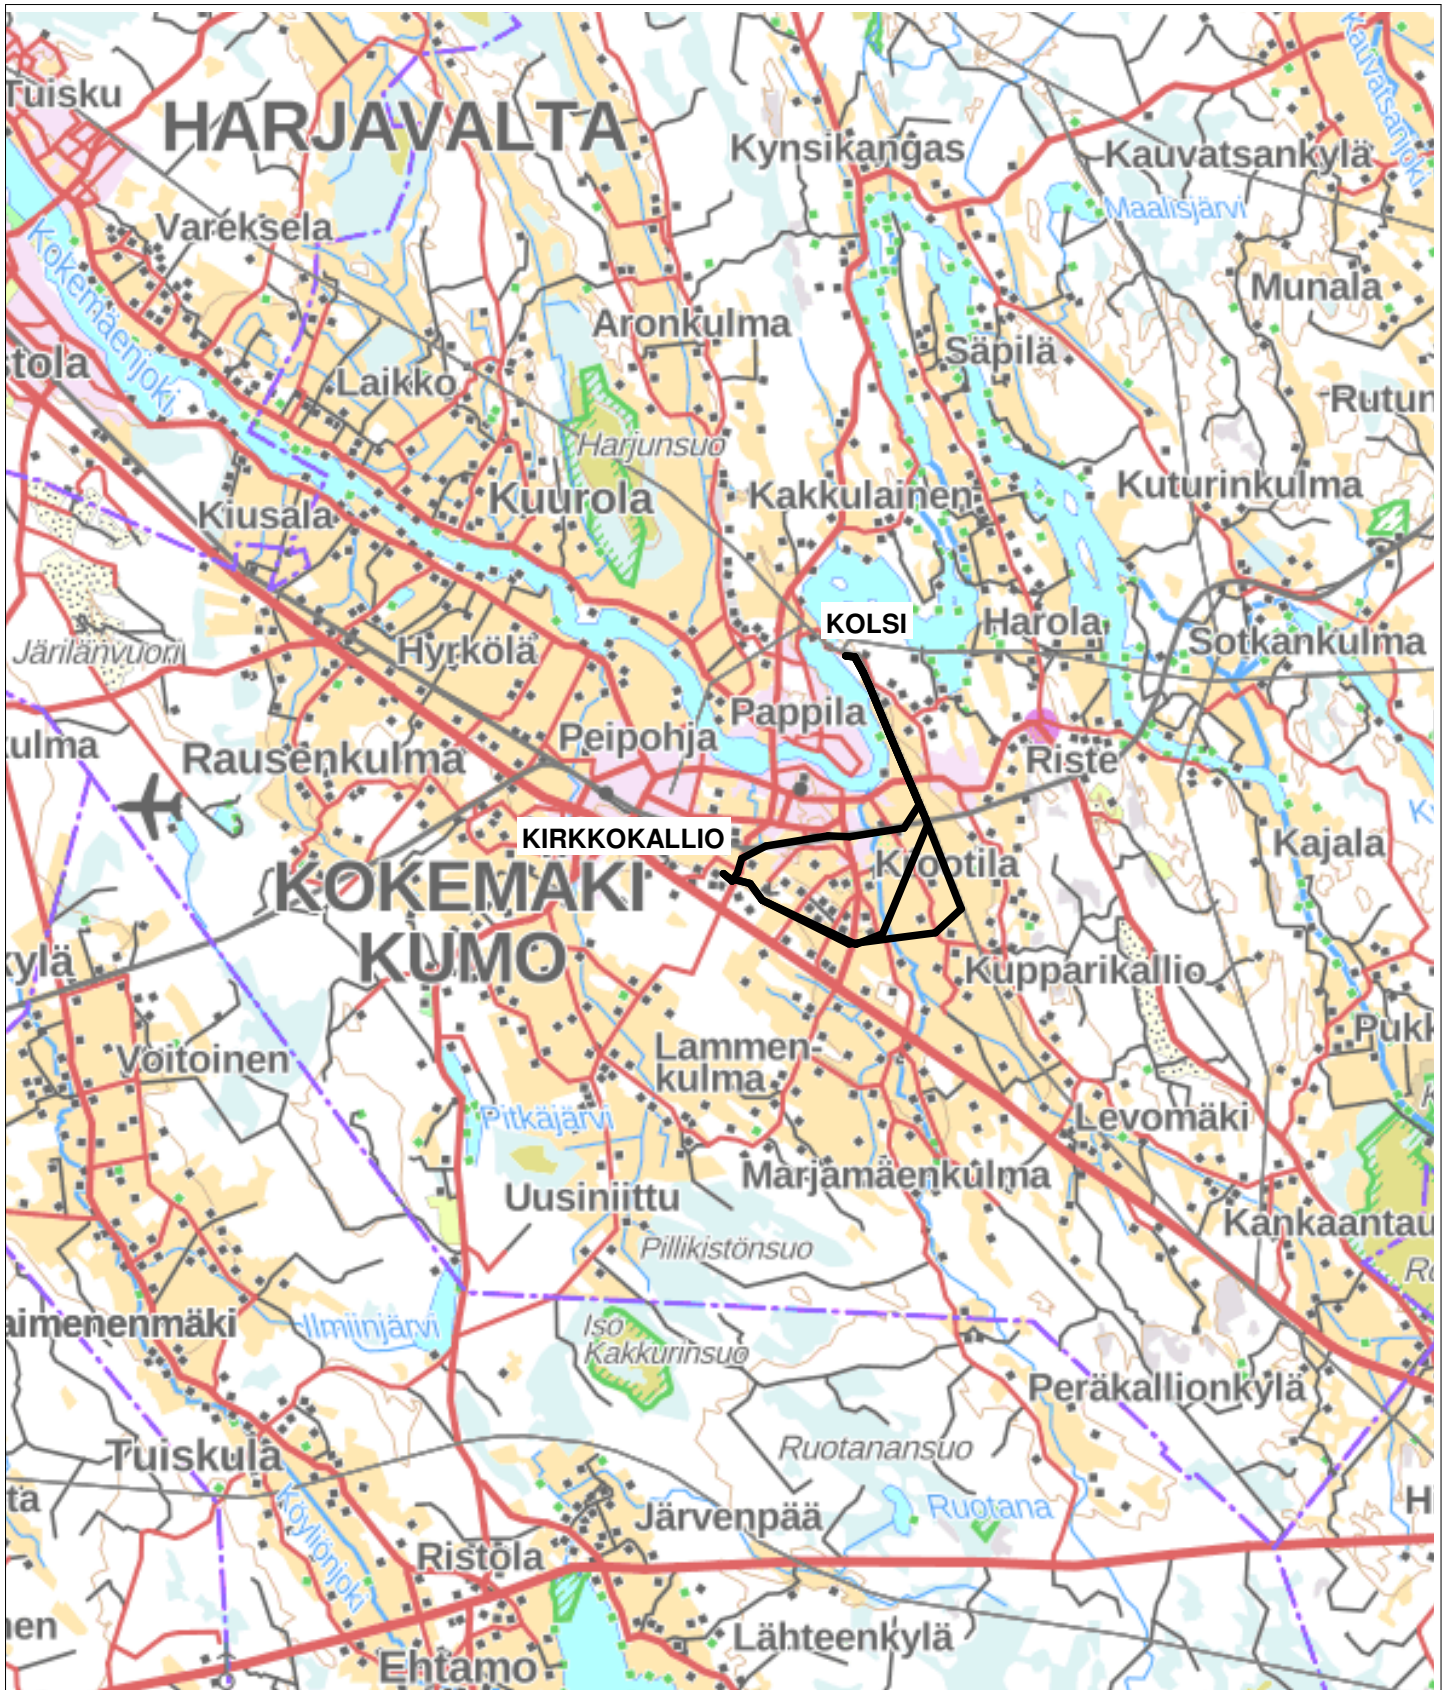 Tuisku
HARJAVALTA
Kynsikangas
Kauvatsankylä
Kauvatsanjoki
Maalisjärvi
Vareksela
Kokemäenjoki
Munala
Aronkulma
Säpilä
stola
Laikko
Rutun
Harjunsuo
Kuurola
Kakkulainen
Kuturinkulma
Kiusala
KOLSI
Harola
Sotkankulma
Järilänvuori
Hyrkölä
Pappila
Peipohja
kulma
Rausenkulma
Riste
KIRKKOKALLIO
Kajala
Krootila
KOKEMÄKI
KUMO
kylä
Kupparikallio
Pukk
Voitoinen
Lammen-
kulma
Pitkäjärvi
Levomäki
Marjamäenkulma
Uusiniittu
Kankaantau
Pillikistönsuo
aimenenmäki
Ilmiinjärvi
Iso
Kakkurinsuo
Peräkallionkylä
Tuiskula
Ruotanansuo
ta
H
Köyliönjoki
Järvenpää
Ruotana
Ristola
nen
Lähteenkylä
Ehtamo